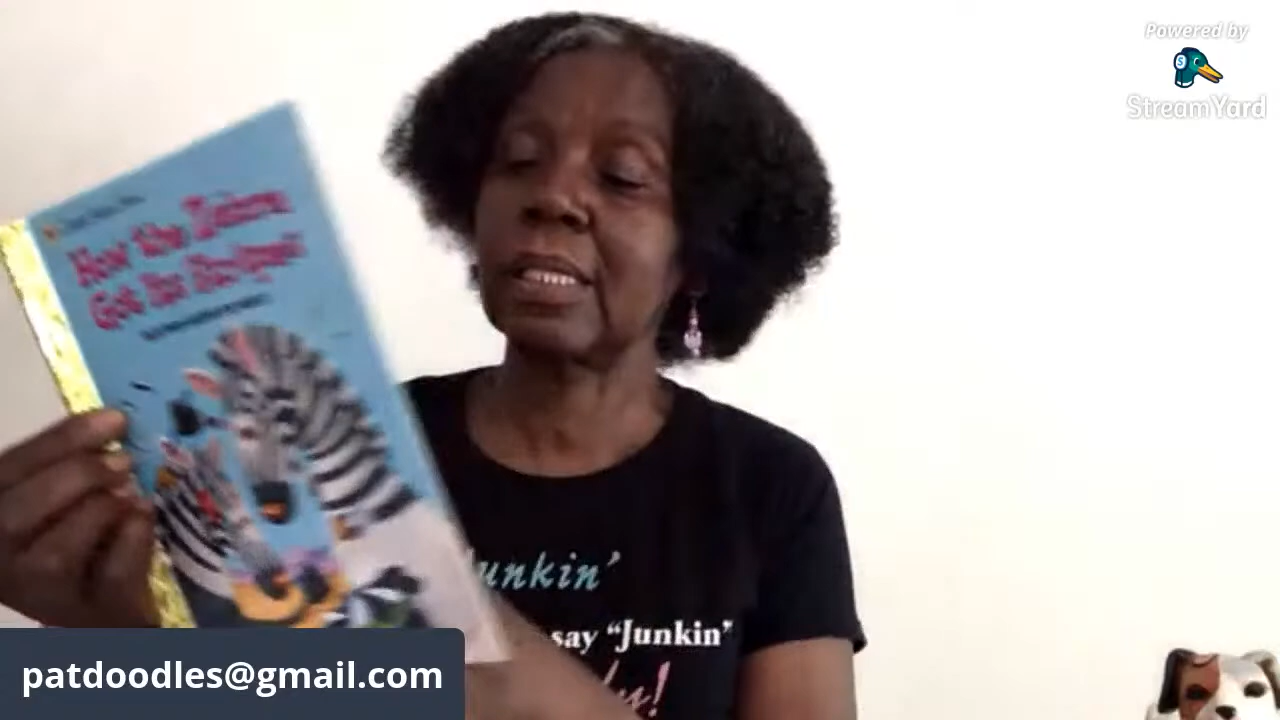 Powered by
StreamYard
How the Zebra
Got Its Stripes
unkin'
say "Junkin"
patdoodles@gmail.com